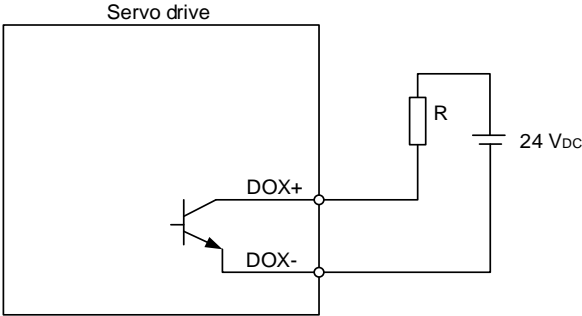 Servo drive
R
24 VDC
DOX+
DOX-